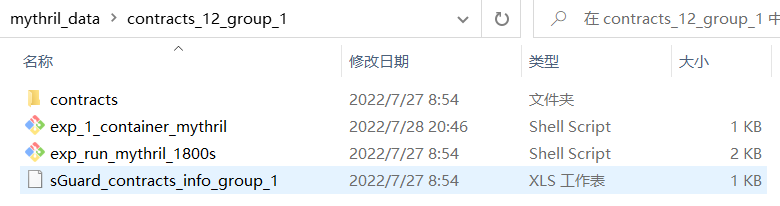 mythril_data > contracts_12_group_1 在 contracts_12_group_1 中
名称 修改日期 类型 大小
contracts 2022/7/27 8:54 文件夹
exp_1_container_mythril 2022/7/28 20:46 Shell Script 1 KB
exp_run_mythril_1800s 2022/7/27 8:54 Shell Script 2 KB
sGuard_contracts_info_group_1 2022/7/27 8:54 XLS 工作表 1 KB